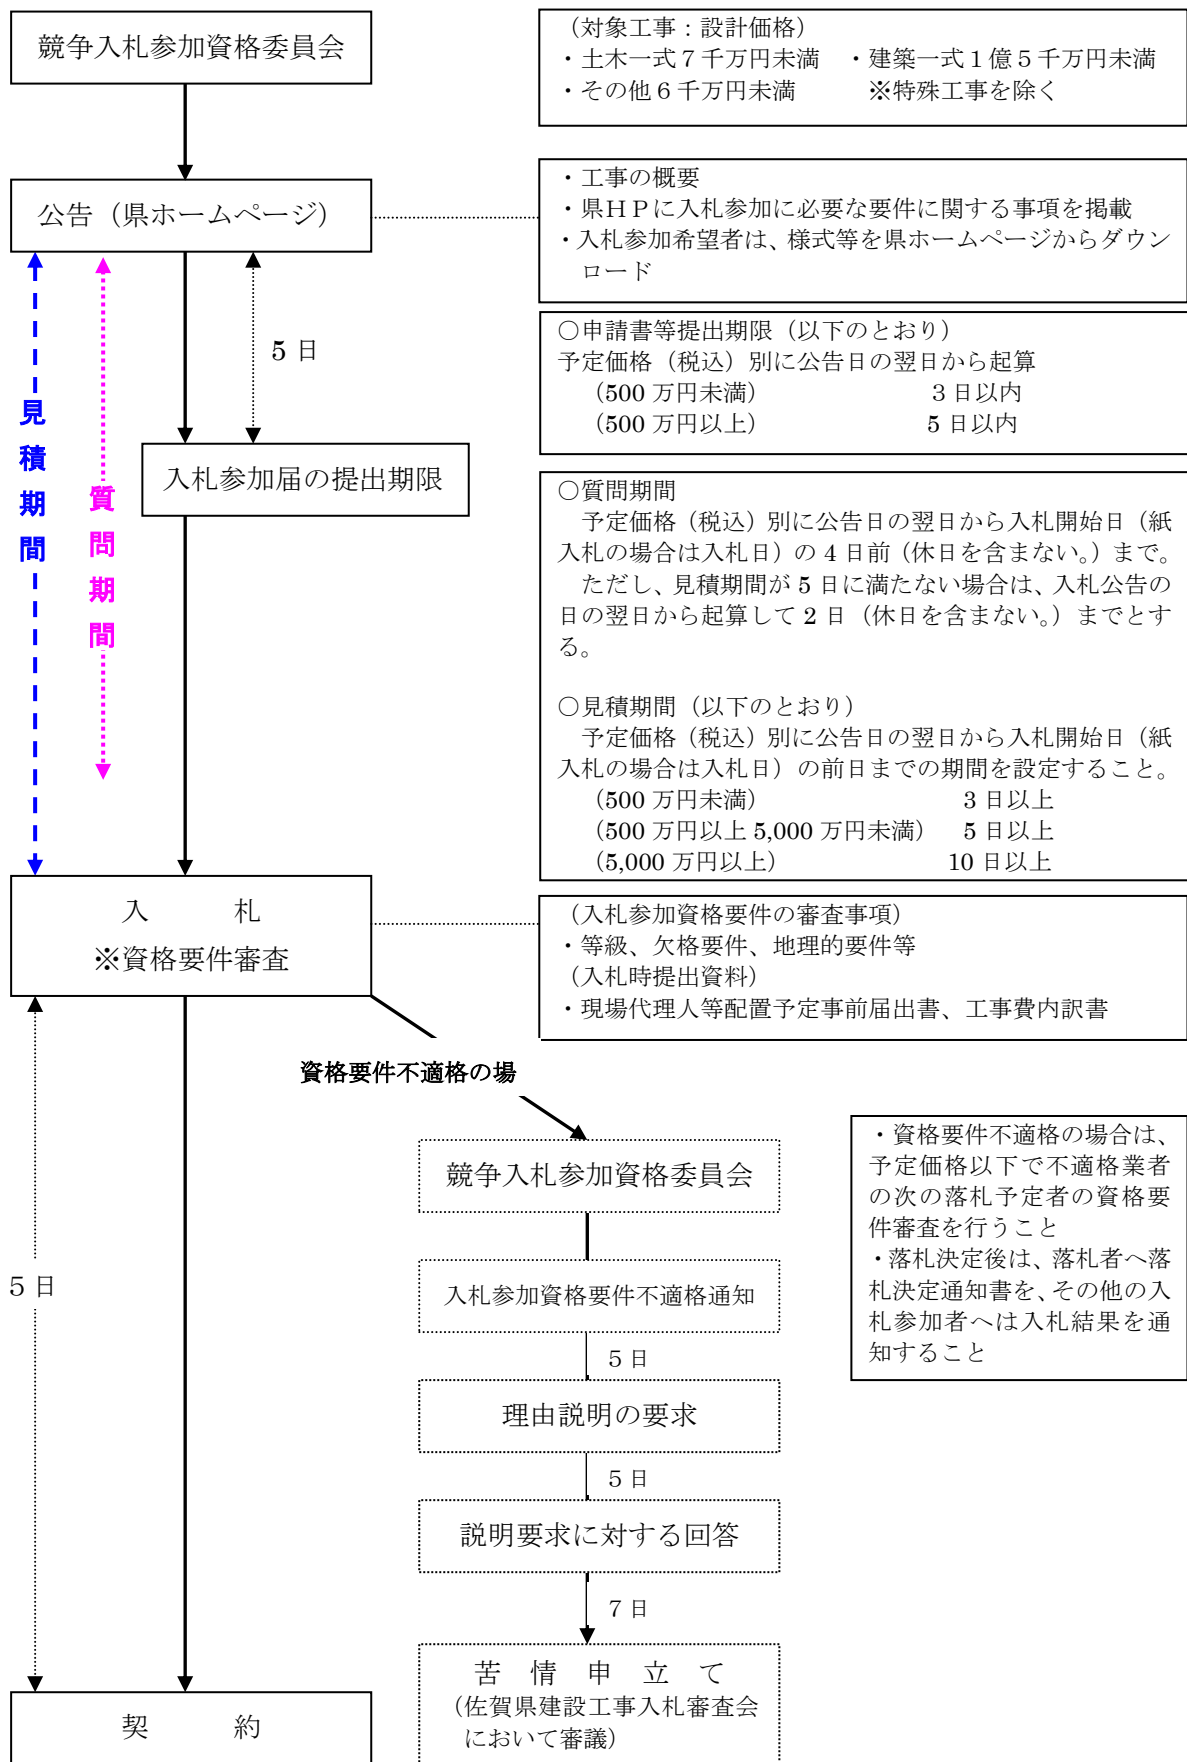 競争入札参加資格委員会
（対象工事：設計価格）
・土木一式７千万円未満　・建築一式１億５千万円未満
・その他６千万円未満　　　※特殊工事を除く
公告（県ホームページ）
・工事の概要
・県ＨＰに入札参加に必要な要件に関する事項を掲載
・入札参加希望者は、様式等を県ホームページからダウン
ロード
5 日
○申請書等提出期限（以下のとおり）
予定価格（税込）別に公告日の翌日から起算
（500 万円未満）　３日以内
（500 万円以上）　5 日以内
見積期間
質問期間
入札参加届の提出期限
○質問期間
予定価格（税込）別に公告日の翌日から入札開始日（紙
入札の場合は入札日）の 4 日前（休日を含まない。）まで。
ただし、見積期間が 5 日に満たない場合は、入札公告の
日の翌日から起算して 2 日（休日を含まない。）までとす
る。
○見積期間（以下のとおり）
予定価格（税込）別に公告日の翌日から入札開始日（紙
入札の場合は入札日）の前日までの期間を設定すること。
（500 万円未満）　3 日以上
（500 万円以上 5,000 万円未満）　5 日以上
（5,000 万円以上）　10 日以上
入　　札
※資格要件審査
（入札参加資格要件の審査事項）
・等級、欠格要件、地理的要件等
（入札時提出資料）
・現場代理人等配置予定事前届出書、工事費内訳書
資格要件不適格の場
競争入札参加資格委員会
・資格要件不適格の場合は、
予定価格以下で不適格業者
の次の落札予定者の資格要
件審査を行うこと
・落札決定後は、落札者へ落
札決定通知書を、その他の入
札参加者へは入札結果を通
知すること
５日
入札参加資格要件不適格通知
５日
理由説明の要求
５日
説明要求に対する回答
７日
苦　情　申　立　て
（佐賀県建設工事入札審査会
において審議）
契　　約